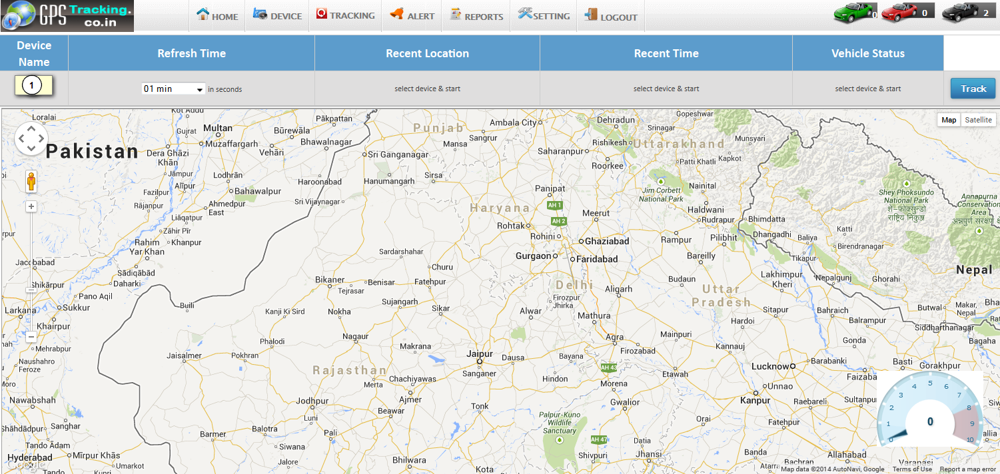 GPS Tracking.
co.in
HOME DEVICE TRACKING ALERT REPORTS SETTING LOGOUT
0 0 2
Device
Name
Refresh Time
Recent Location
Recent Time
Vehicle Status
1
01 min in seconds
select device & start
select device & start
select device & start
Track
Map Satellite
Kot Addu
Loralai
Multan
Pākpattan
Būrewāla
Punjab
Ambala City
Dehradun
Gopeshwar
Srinagar
Gujrat
Muzaffargarh
Bhawalnagar
Mansa
Sangrur
Rishikesh
Uttarakhand
Munsyari
Pakistan
Dera Ghāzi
Khān
Vehāri
Sri Ganganagar
Saharanpur
Roorkee
Patti Khatli
Kapkot
Jāmpur
Lodhrān
Alīpur
Haroonabad
Hanumangarh
Sirsa
Panipat
Jim Corbett
National Park
Nainital
Shey Phoksundo
National Park
शे-फोक्सुन्डो
राष्ट्रिय निकुञ्ज
Annapurna
Conservation
Area
Fazilpur
Bahawalpur
Rājanpur
Ahmedpur
East
Sri Vijaynagar
Haryana
AH 1
AH 2
Meerut
Haldwani
Rudrapur
Bhimdatta
Liāqatpur
Zāhir Pīr
Khanpur
Rahim
Yar Khan
Rohtak
Rohini
Ghaziabad
Rampur
Pilibhit
Dhangadhi
Baliya
Katti
Birendranagar
Sardarshahar
Gurgaon
Faridabad
Bareilly
Tikapur
Nepal
Sādiqābād
Daharki
Shikārpur
Churu
Bikaner
Benisar
Fatehpur
Tejrasar
Delhi
Firozpur
Jhirka
Aligarh
Budaun
Lakhimpur
Kheri
Nepalgunj
Ghorahi
Pano Aqil
Sukkur
Larkana
Buili
Kanji Ki Sird
Nokha
Sujangarh
Sikar
Alwar
Mathura
Uttar
Pradesh
Sitapur
Bahraich
Butwal
Makar,
Nepal
Khairpur
Hardoi
Balrampur
Siddharthanagar
Mehrabpur
Phalodi
Nagaur
Makrana
Jaipur
Dausa
Agra
Bayana
Firozabad
Mainpuri
Kannauj
Gonda
Bagaha
Naushahro
Feroze
Jaisalmer
Pokhran
Rajasthan
Sanganer
Hindon
AH 43
Etawah
Lucknow
Barabanki
Basti
Gorakhpur
Moro
Merta
Chachiyawas
Morena
Unnao
Faizaba
Nawabshah
Jodhpur
Ajmer
Tonk
Gwalior
Kanpur
Raebareli
Sultanpur
Shāhdādpur
Sanghar
Luni
Beawar
Palpur-Kuno
Wildlife
Sanctuary
Orai
Fatehpur
Tando Adam
Barmer
Balotra
Pali
AH 47
Datia
Hyderabad
Mīrpur Khās
Siwana
Shivpuri
Jhansi
Banda
Allahabad
Umarkot
Jalore
Bhilwara
Kota
Bachran
Varanasi
0 1 2 3 4 5 6 7 8 9 10
0
Map data ©2014 AutoNavi, Google Terms of Use Report a map error